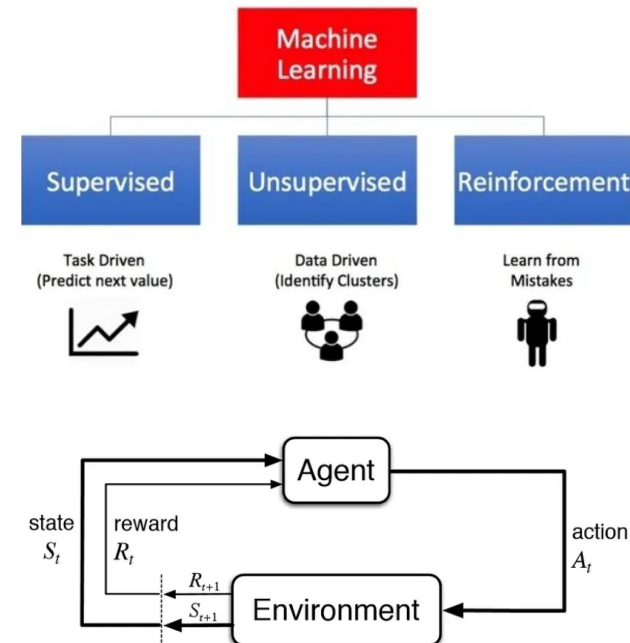 Machine
Learning
Supervised
Unsupervised
Reinforcement
Task Driven
(Predict next value)
Data Driven
(Identify Clusters)
Learn from
Mistakes
Agent
state
S_t
reward
R_t
action
A_t
R_{t+1}
S_{t+1}
Environment